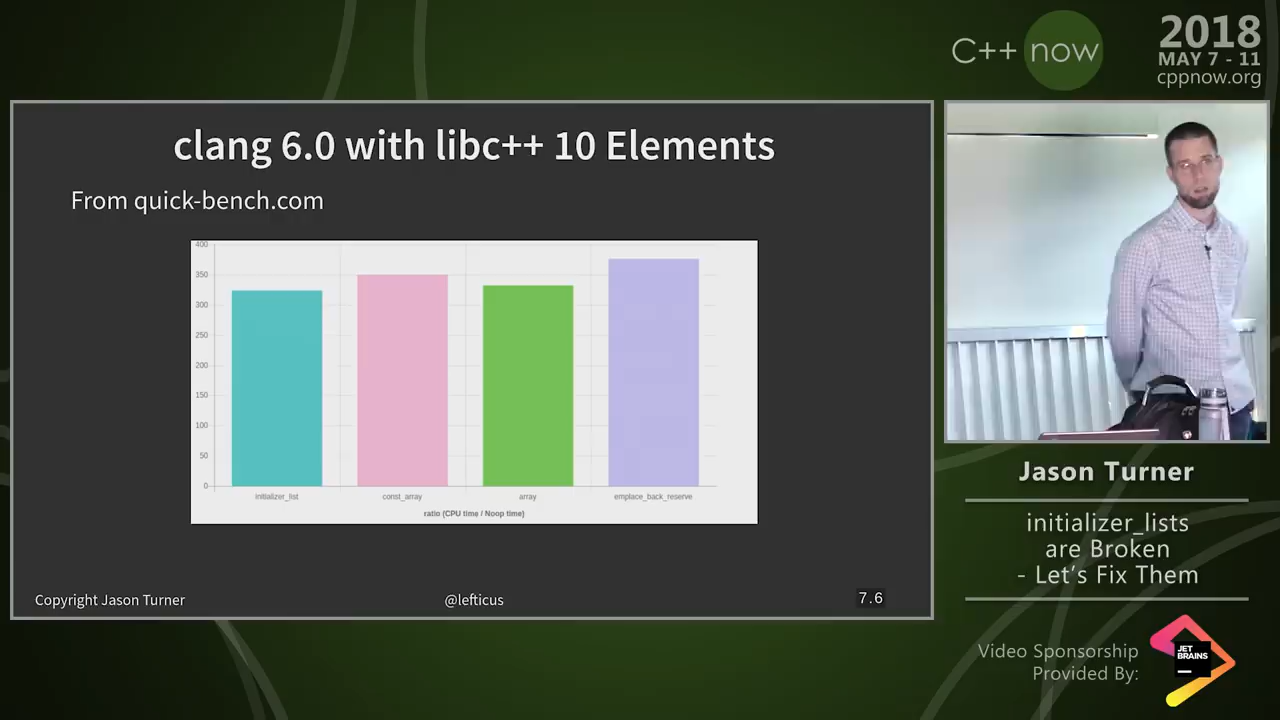 C++ now
2018
MAY 7 - 11
cppnow.org
clang 6.0 with libc++ 10 Elements
From quick-bench.com
400
350
300
250
200
150
100
50
0
initializer_list
const_array
array
emplace_back_reserve
ratio (CPU time / Noop time)
Copyright Jason Turner
@lefticus
7.6
Jason Turner
initializer_lists
are Broken
- Let's Fix Them
Video Sponsorship
Provided By:
JET
BRAINS